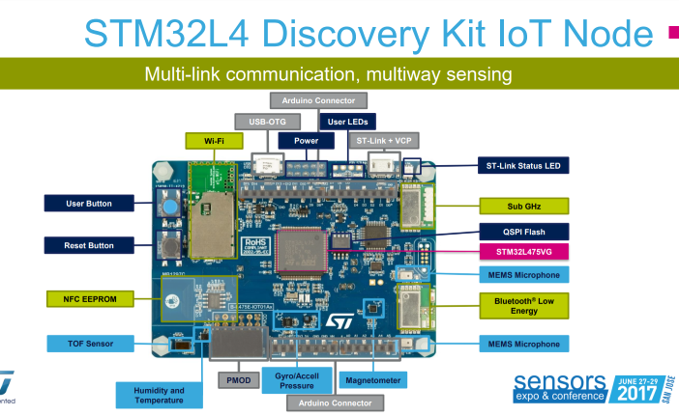 STM32L4 Discovery Kit IoT Node
Multi-link communication, multiway sensing
Arduino Connector
USB-OTG
User LEDs
Wi-Fi
Power
ST-Link + VCP
ST-Link Status LED
User Button
Sub GHz
QSPI Flash
Reset Button
RoHS
COMPLIANT
STM32L475VG
MEMS Microphone
NFC EEPROM
Bluetooth® Low
Energy
TOF Sensor
MEMS Microphone
Humidity and
Temperature
PMOD
Gyro/Accell
Pressure
Magnetometer
Arduino Connector
sensors
expo & conference
JUNE 27-29
2017
SAN JOSE